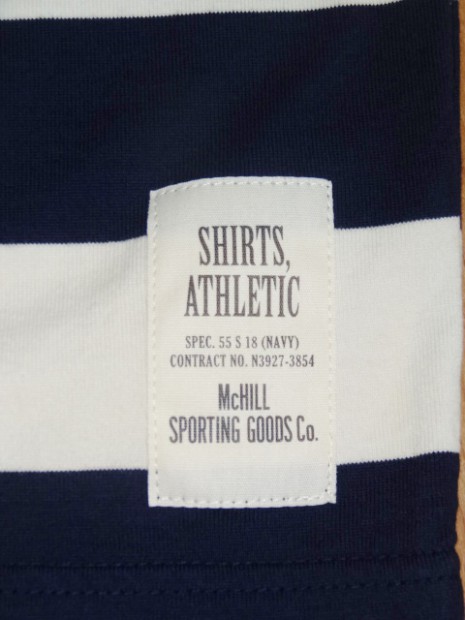 SHIRTS,
ATHLETIC
SPEC. 55 S 18 (NAVY)
CONTRACT NO. N3927-3854
McHILL
SPORTING GOODS Co.